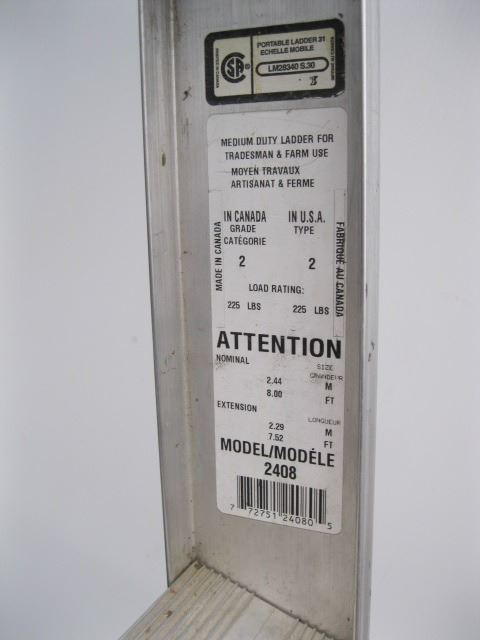 PORTABLE LADDER 31
ECHELLE MOBILE
LM28340 S.30
MEDIUM DUTY LADDER FOR
TRADESMAN & FARM USE
MOYEN TRAVAUX
ARTISANAT & FERME
MADE IN CANADA
IN CANADA IN U.S.A.
GRADE TYPE
CATÉGORIE
2 2
FABRIQUÉ AU CANADA
LOAD RATING:
225 LBS 225 LBS
ATTENTION
NOMINAL SIZE
GRANDEUR
2.44 M
8.00 FT
EXTENSION LONGUEUR
2.29 M
7.52 FT
MODEL/MODÈLE
2408
7 72751 24080 5